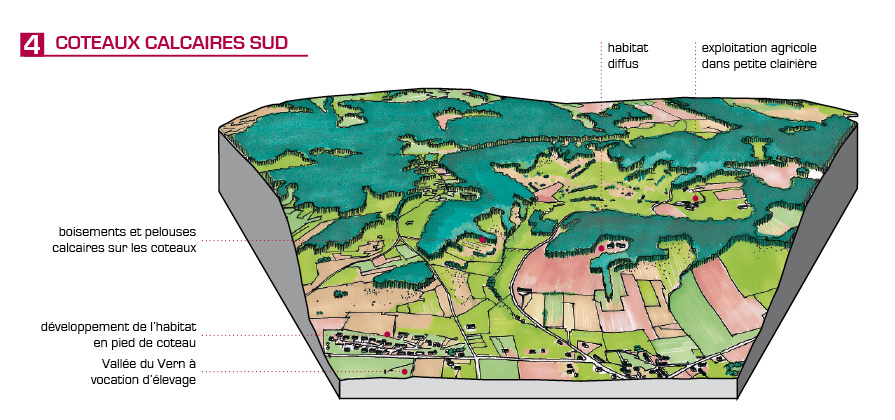 4 COTEAUX CALCAIRES SUD
habitat
diffus
exploitation agricole
dans petite clairière
boisements et pelouses
calcaires sur les coteaux
développement de l'habitat
en pied de coteau
Vallée du Vern à
vocation d'élevage